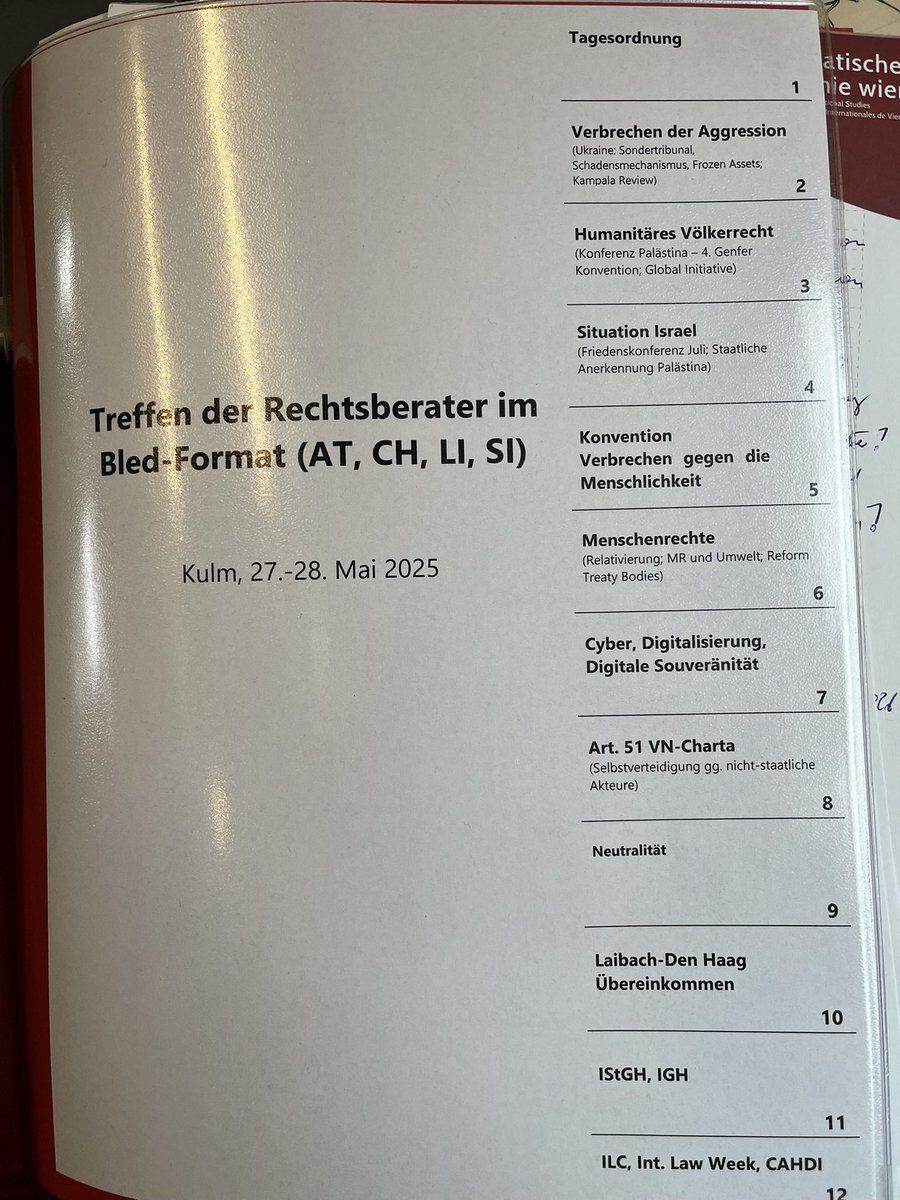 Treffen der Rechtsberater im
Bled-Format (AT, CH, LI, SI)
Kulm, 27.-28. Mai 2025
Tagesordnung
1
Verbrechen der Aggression
(Ukraine: Sondertribunal,
Schadensmechanismus, Frozen Assets;
Kampala Review)
2
Humanitäres Völkerrecht
(Konferenz Palästina – 4. Genfer
Konvention; Global Initiative)
3
Situation Israel
(Friedenskonferenz Juli; Staatliche
Anerkennung Palästina)
4
Konvention
Verbrechen gegen die
Menschlichkeit
5
Menschenrechte
(Relativierung; MR und Umwelt; Reform
Treaty Bodies)
6
Cyber, Digitalisierung,
Digitale Souveränität
7
Art. 51 VN-Charta
(Selbstverteidigung gg. nicht-staatliche
Akteure)
8
Neutralität
9
Laibach-Den Haag
Übereinkommen
10
IStGH, IGH
11
ILC, Int. Law Week, CAHDI
12
atische
ie wie
onal Studies
nternationales de Vie